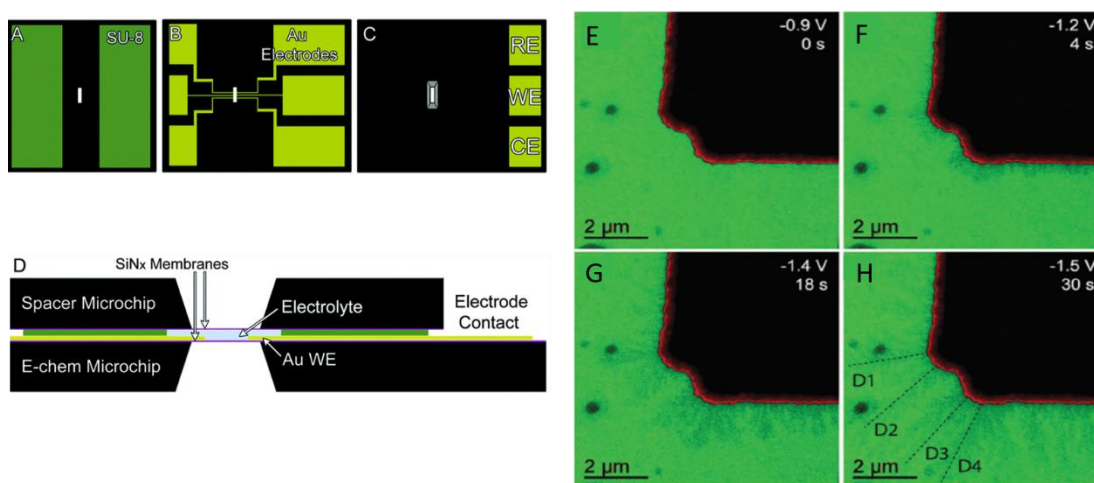 A
SU-8
B
Au
Electrodes
C
RE
WE
CE
D
SiNx Membranes
Spacer Microchip
Electrolyte
Electrode
Contact
E-chem Microchip
Au WE
E
-0.9 V
0 s
2 μm
F
-1.2 V
4 s
2 μm
G
-1.4 V
18 s
2 μm
H
-1.5 V
30 s
D1
D2
D3
D4
2 μm